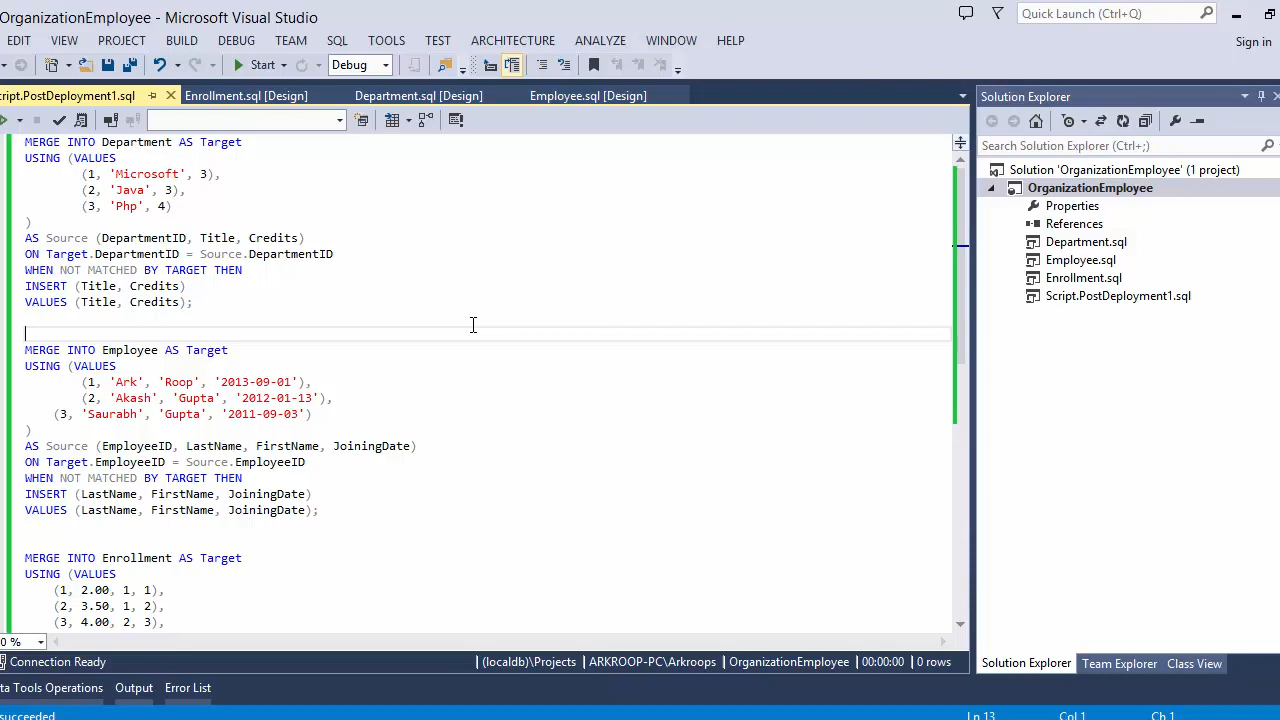 OrganizationEmployee - Microsoft Visual Studio
Quick Launch (Ctrl+Q)
EDIT VIEW PROJECT BUILD DEBUG TEAM SQL TOOLS TEST ARCHITECTURE ANALYZE WINDOW HELP
Sign in
Start Debug
cript.PostDeployment1.sql Enrollment.sql [Design] Department.sql [Design] Employee.sql [Design]
MERGE INTO Department AS Target
USING (VALUES
(1, 'Microsoft', 3),
(2, 'Java', 3),
(3, 'Php', 4)
)
AS Source (DepartmentID, Title, Credits)
ON Target.DepartmentID = Source.DepartmentID
WHEN NOT MATCHED BY TARGET THEN
INSERT (Title, Credits)
VALUES (Title, Credits);
MERGE INTO Employee AS Target
USING (VALUES
(1, 'Ark', 'Roop', '2013-09-01'),
(2, 'Akash', 'Gupta', '2012-01-13'),
(3, 'Saurabh', 'Gupta', '2011-09-03')
)
AS Source (EmployeeID, LastName, FirstName, JoiningDate)
ON Target.EmployeeID = Source.EmployeeID
WHEN NOT MATCHED BY TARGET THEN
INSERT (LastName, FirstName, JoiningDate)
VALUES (LastName, FirstName, JoiningDate);
MERGE INTO Enrollment AS Target
USING (VALUES
(1, 2.00, 1, 1),
(2, 3.50, 1, 2),
(3, 4.00, 2, 3),
0 %
Connection Ready (localdb)\Projects ARKROOP-PC\Arkroops OrganizationEmployee 00:00:00 0 rows
Solution Explorer
Search Solution Explorer (Ctrl+;)
Solution 'OrganizationEmployee' (1 project)
OrganizationEmployee
Properties
References
Department.sql
Employee.sql
Enrollment.sql
Script.PostDeployment1.sql
Solution Explorer Team Explorer Class View
ta Tools Operations Output Error List
succeeded Ln 13 Col 1 Ch 1